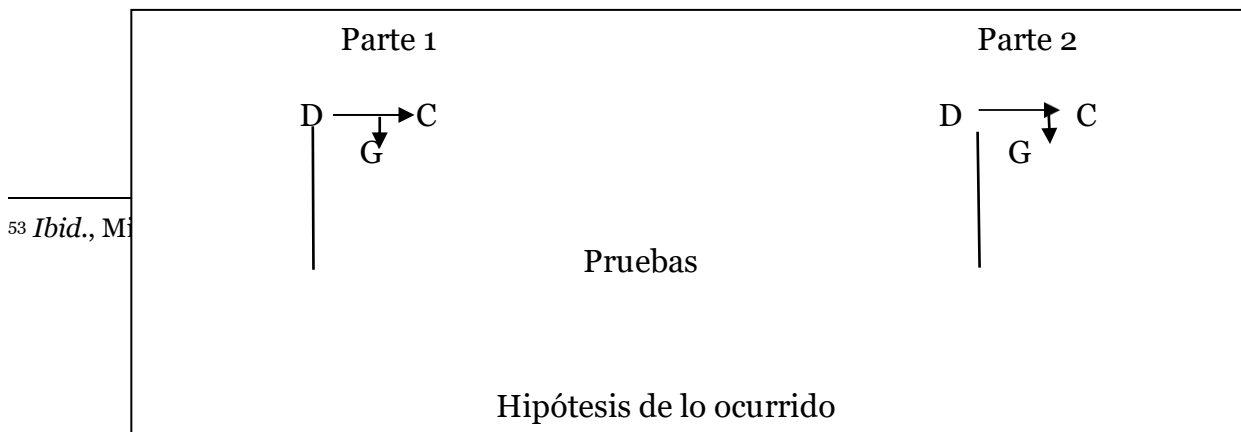 Parte 1 Parte 2
D C D C
G G
53 Ibid., Mi
Pruebas
Hipótesis de lo ocurrido